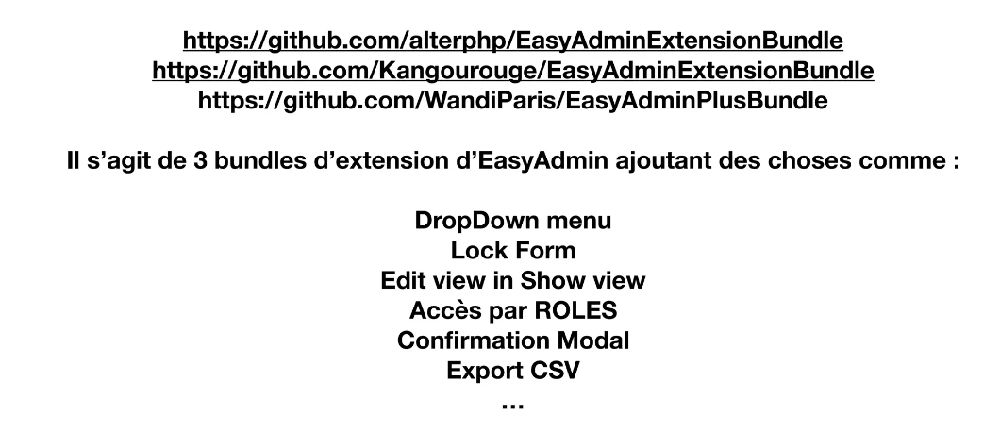 https://github.com/alterphp/EasyAdminExtensionBundle
https://github.com/Kangourouge/EasyAdminExtensionBundle
https://github.com/WandiParis/EasyAdminPlusBundle
Il s’agit de 3 bundles d’extension d’EasyAdmin ajoutant des choses comme :
DropDown menu
Lock Form
Edit view in Show view
Accès par ROLES
Confirmation Modal
Export CSV
…